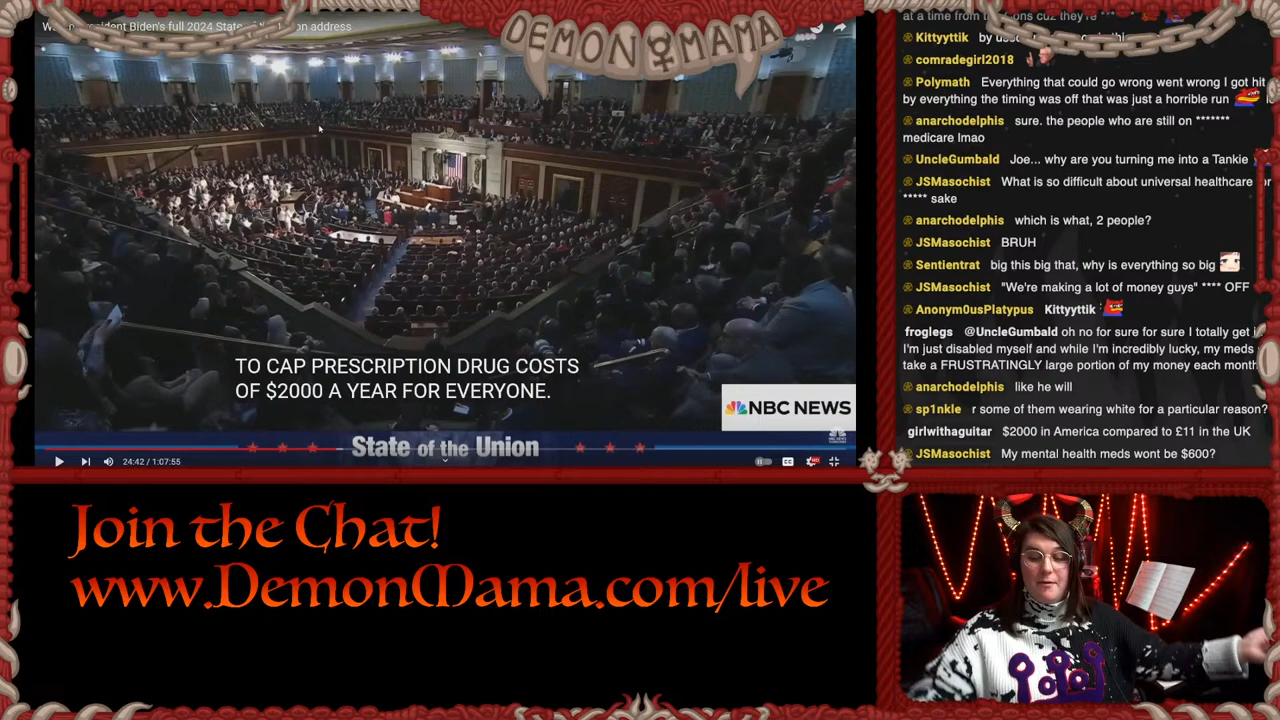 DEMON MAMA
TO CAP PRESCRIPTION DRUG COSTS
OF $2000 A YEAR FOR EVERYONE.
NBC NEWS
State of the Union
24:42 / 1:07:55
at a time from
Kittyyttik by
comradegirl2018
Polymath Everything that could go wrong went wrong I got hit
by everything the timing was off that was just a horrible run
anarchodelphis sure. the people who are still on *******
medicare lmao
UncleGumbald Joe... why are you turning me into a Tankie
JSMasochist What is so difficult about universal healthcare
***** sake
anarchodelphis which is what, 2 people?
JSMasochist BRUH
Sentientrat big this big that, why is everything so big
JSMasochist "We're making a lot of money guys" **** OFF
Anonym0usPlatypus Kittyyttik
froglegs @UncleGumbald oh no for sure for sure I totally get
I'm just disabled myself and while I'm incredibly lucky, my meds
take a FRUSTRATINGLY large portion of my money each month
anarchodelphis like he will
sp1nkle r some of them wearing white for a particular reason?
girlwithaguitar $2000 in America compared to £11 in the UK
JSMasochist My mental health meds wont be $600?
Join the Chat!
www.DemonMama.com/live